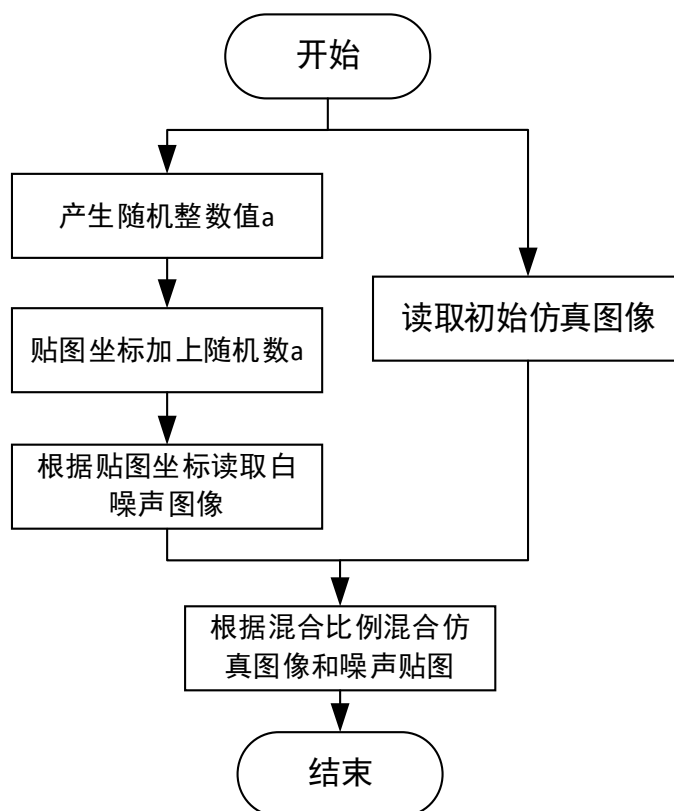 开始
产生随机整数值a
贴图坐标加上随机数a
读取初始仿真图像
根据贴图坐标读取白
噪声图像
根据混合比例混合仿
真图像和噪声贴图
结束